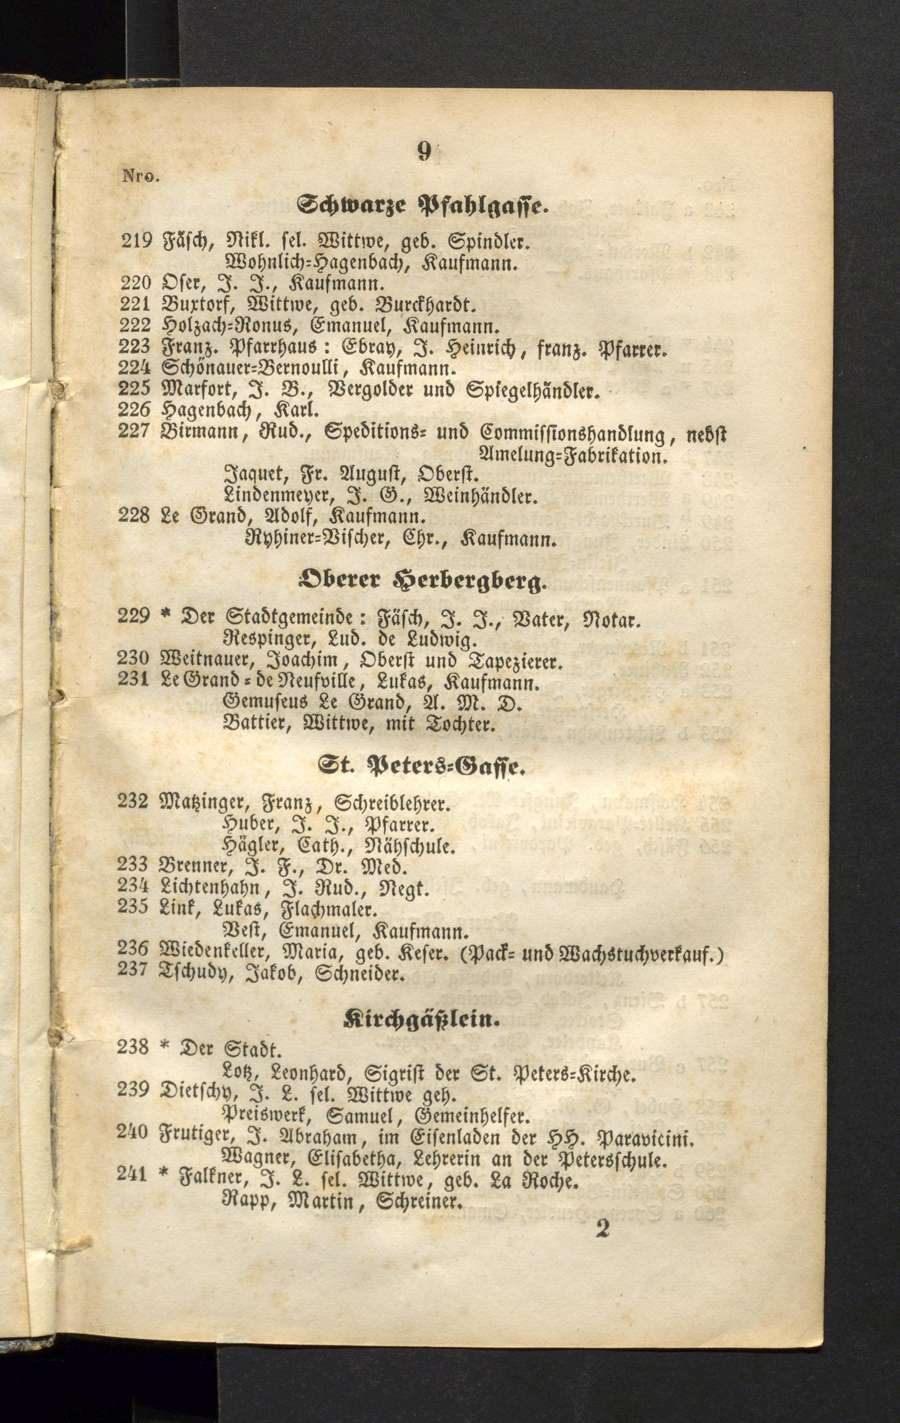 9
Nro.
Schwarze Pfahlgasse.
219 Fäsch, Nikl. sel. Wittwe, geb. Spindler.
Wohnlich-Hagenbach, Kaufmann.
220 Oser, J. J., Kaufmann.
221 Buxtorf, Wittwe, geb. Burckhardt.
222 Holzach-Ronus, Emanuel, Kaufmann.
223 Franz. Pfarrhaus: Ebray, J. Heinrich, franz. Pfarrer.
224 Schönauer-Bernoulli, Kaufmann.
225 Marfort, J. B., Vergolder und Spiegelhändler.
226 Hagenbach, Karl.
227 Birmann, Rud., Speditions- und Commissionshandlung, nebst
Amelung-Fabrikation.
Jaquet, Fr. August, Oberst.
Lindenmeyer, J. G., Weinhändler.
228 Le Grand, Adolf, Kaufmann.
Ryhiner-Vischer, Chr., Kaufmann.
Oberer Herbergberg.
229 * Der Stadtgemeinde: Fäsch, J. J., Vater, Notar.
Respinger, Lud. de Ludwig.
230 Weitnauer, Joachim, Oberst und Tapezierer.
231 Le Grand-de Neufville, Lukas, Kaufmann.
Gemuseus Le Grand, A. M. D.
Battier, Wittwe, mit Tochter.
St. Peters-Gasse.
232 Matzinger, Franz, Schreiblehrer.
Huber, J. J., Pfarrer.
Hägler, Cath., Nähschule.
233 Brenner, J. F., Dr. Med.
234 Lichtenhahn, J. Rud., Negt.
235 Link, Lukas, Flachmaler.
Vest, Emanuel, Kaufmann.
236 Wiedenkeller, Maria, geb. Keser. (Pack- und Wachstuchverkauf.)
237 Tschudy, Jakob, Schneider.
Kirchgäßlein.
238 * Der Stadt.
Lotz, Leonhard, Sigrist der St. Peters-Kirche.
239 Dietschy, J. L. sel. Wittwe geh.
Preiswerk, Samuel, Gemeinhelfer.
240 Frutiger, J. Abraham, im Eisenladen der HH. Paravicini.
Wagner, Elisabetha, Lehrerin an der Petersschule.
241 * Falkner, J. L. sel. Wittwe, geb. La Roche.
Rapp, Martin, Schreiner.
2